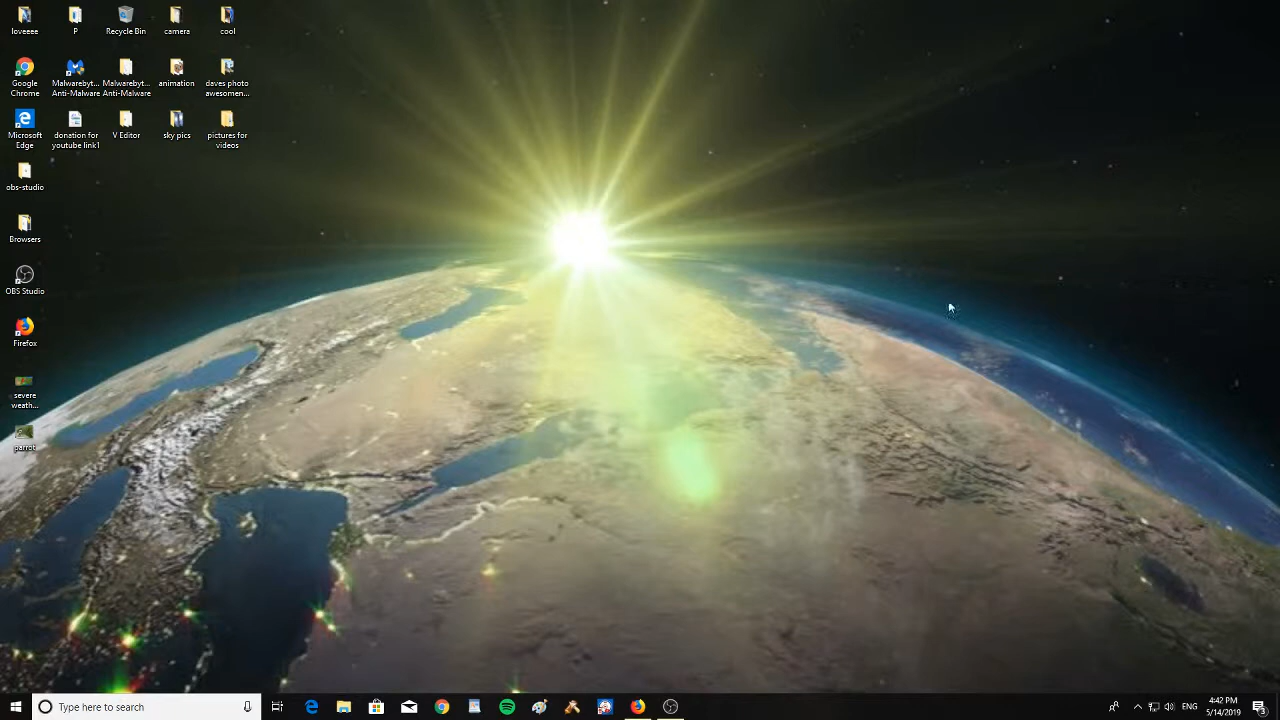 loveeee
P
Recycle Bin
camera
cool
Google
Chrome
Malwarebyt...
Anti-Malware
Malwarebyt...
Anti-Malware
animation
daves photo
awesomen...
Microsoft
Edge
donation for
youtube link1
V Editor
sky pics
pictures for
videos
obs-studio
Browsers
OBS Studio
Firefox
severe
weath...
parrot
Type here to search
ENG
4:42 PM
5/14/2019